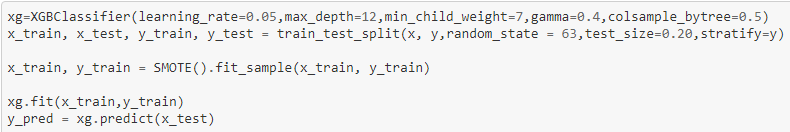 xg=XGBClassifier(learning_rate=0.05,max_depth=12,min_child_weight=7,gamma=0.4,colsample_bytree=0.5)
x_train, x_test, y_train, y_test = train_test_split(x, y,random_state = 63,test_size=0.20,stratify=y)
x_train, y_train = SMOTE().fit_sample(x_train, y_train)
xg.fit(x_train,y_train)
y_pred = xg.predict(x_test)